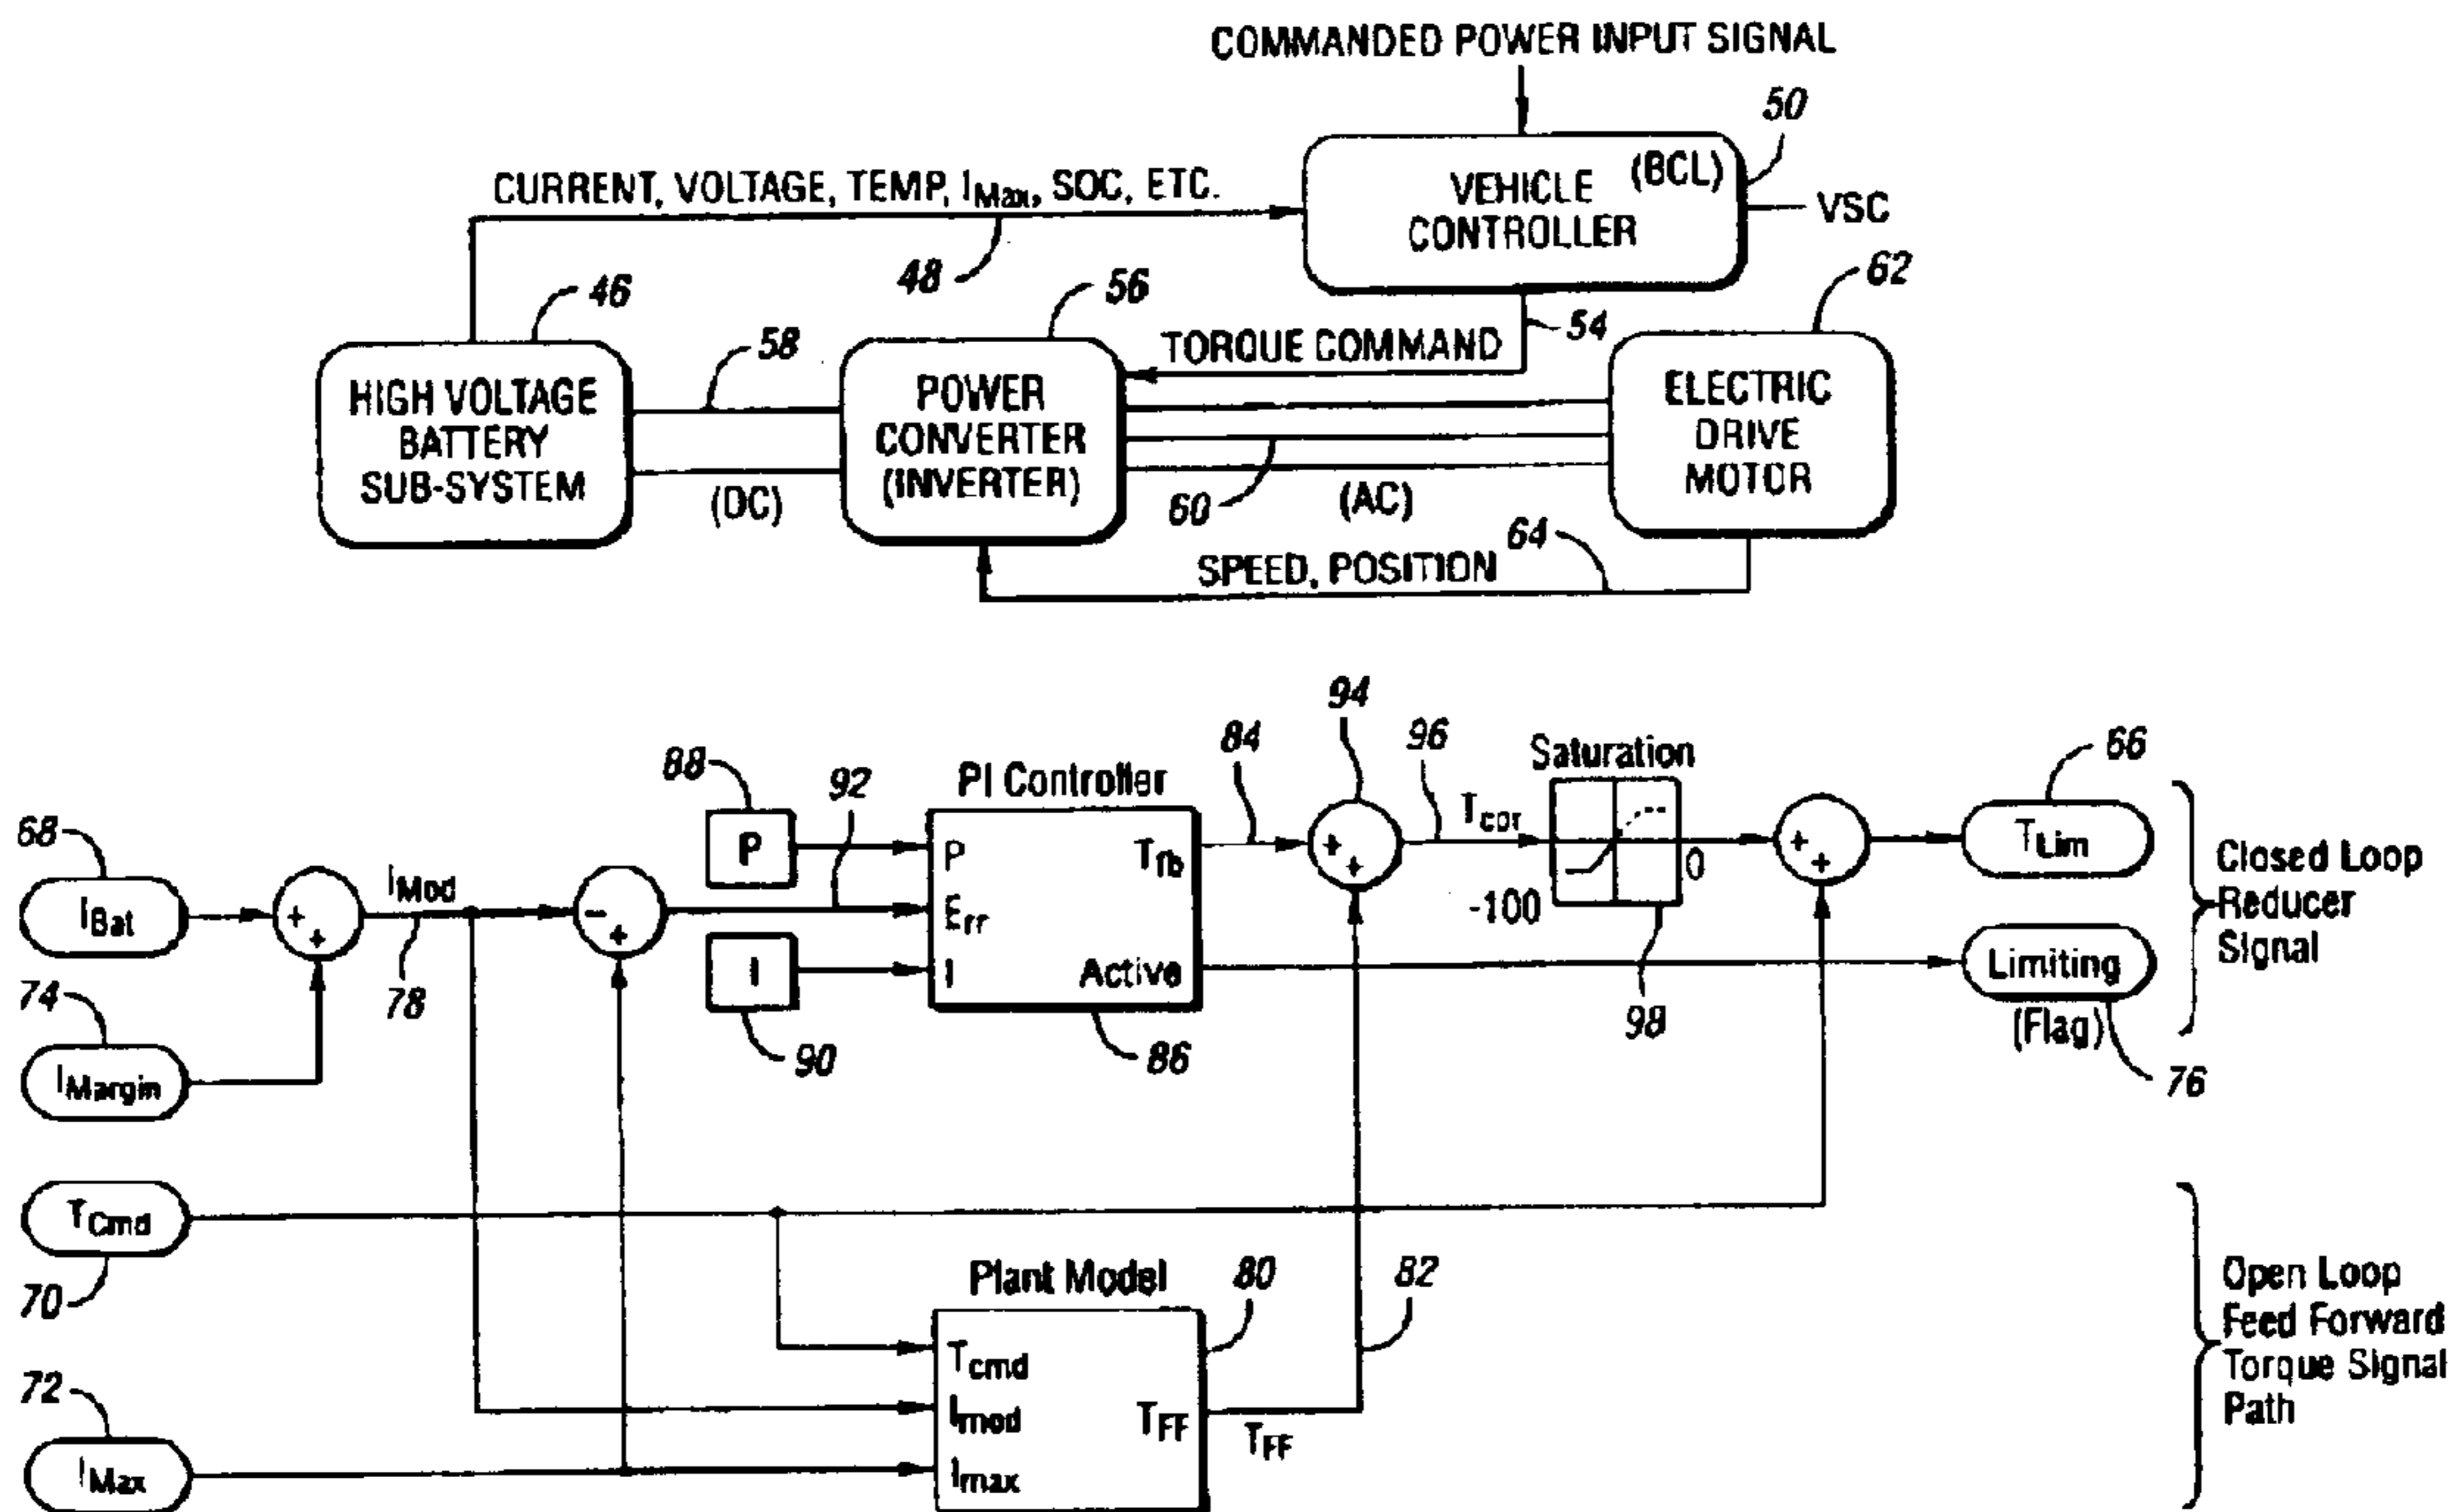 COMMANDED POWER INPUT SIGNAL
50
CURRENT, VOLTAGE, TEMP, IMax, SOC, ETC.
VEHICLE
CONTROLLER
(BCL)
VSC
48
46
56
62
58
TORQUE COMMAND
54
HIGH VOLTAGE
BATTERY
SUB-SYSTEM
(DC)
POWER
CONVERTER
(INVERTER)
60
(AC)
ELECTRIC
DRIVE
MOTOR
64
SPEED, POSITION
94
88
92
PI Controller
84
96
Saturation
66
68
P
P
Tfb
+
+
Tcor
0
-100
+
+
TLim
Closed Loop
Reducer
Signal
IBat
+
+
IMod
-
+
Err
78
I
I
Active
Limiting
98
(Flag)
74
90
86
76
IMargin
TCmd
70
Plant Model
80
82
Open Loop
Feed Forward
Torque Signal
Path
Tcmd
Imod
TFF
TFF
72
IMax
Imax